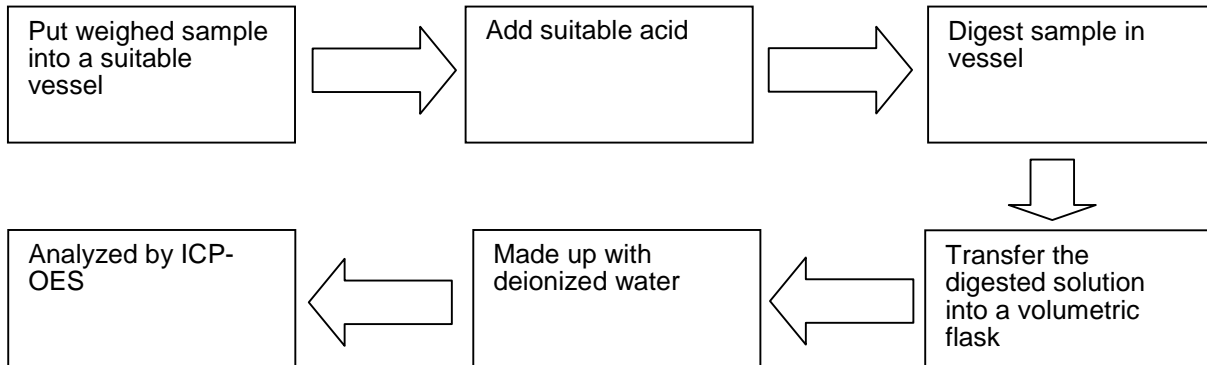 Put weighed sample
into a suitable
vessel
Add suitable acid
Digest sample in
vessel
Transfer the
digested solution
into a volumetric
flask
Made up with
deionized water
Analyzed by ICP-
OES